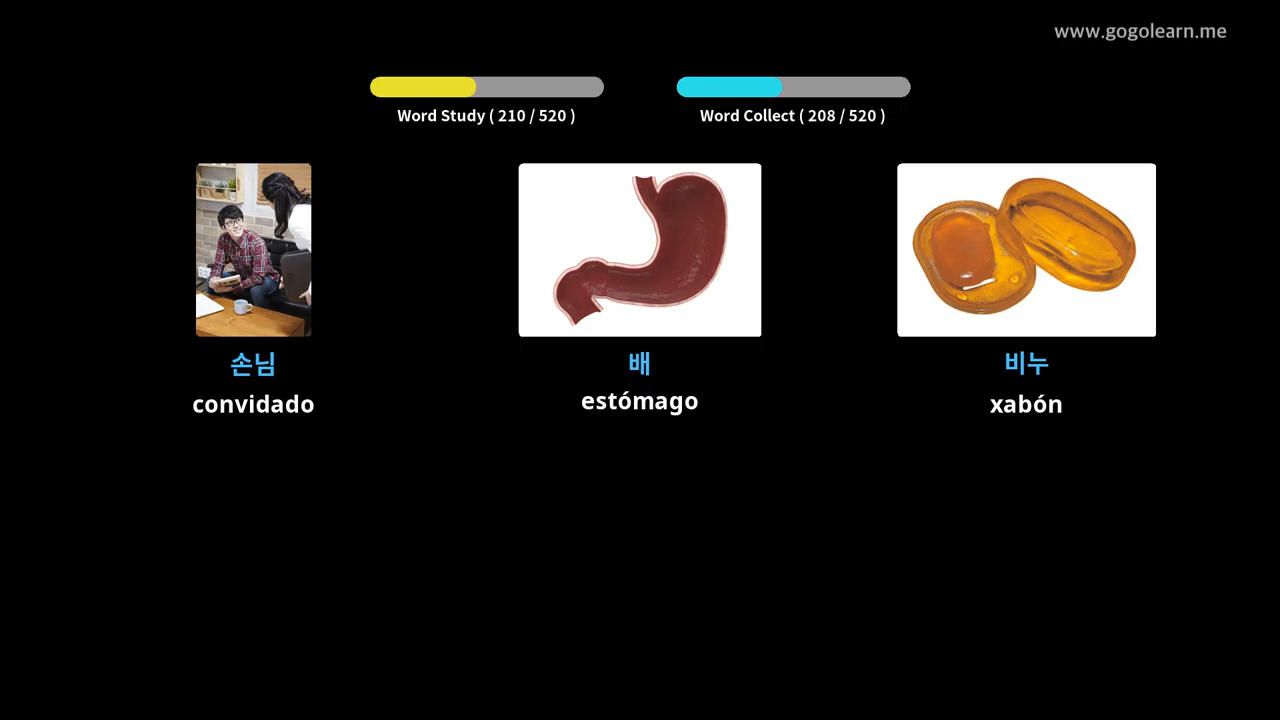 www.gogolearn.me
Word Study ( 210 / 520 )
Word Collect ( 208 / 520 )
손님
convidado
배
estómago
비누
xabón